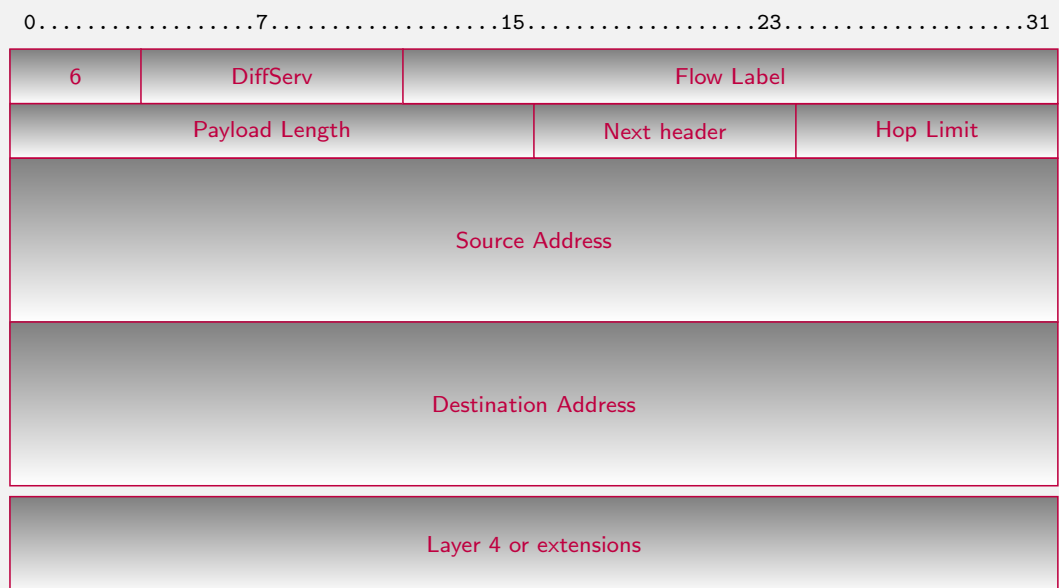 0.................7.................15.................23..................31
6 DiffServ Flow Label
Payload Length Next header Hop Limit
Source Address
Destination Address
Layer 4 or extensions